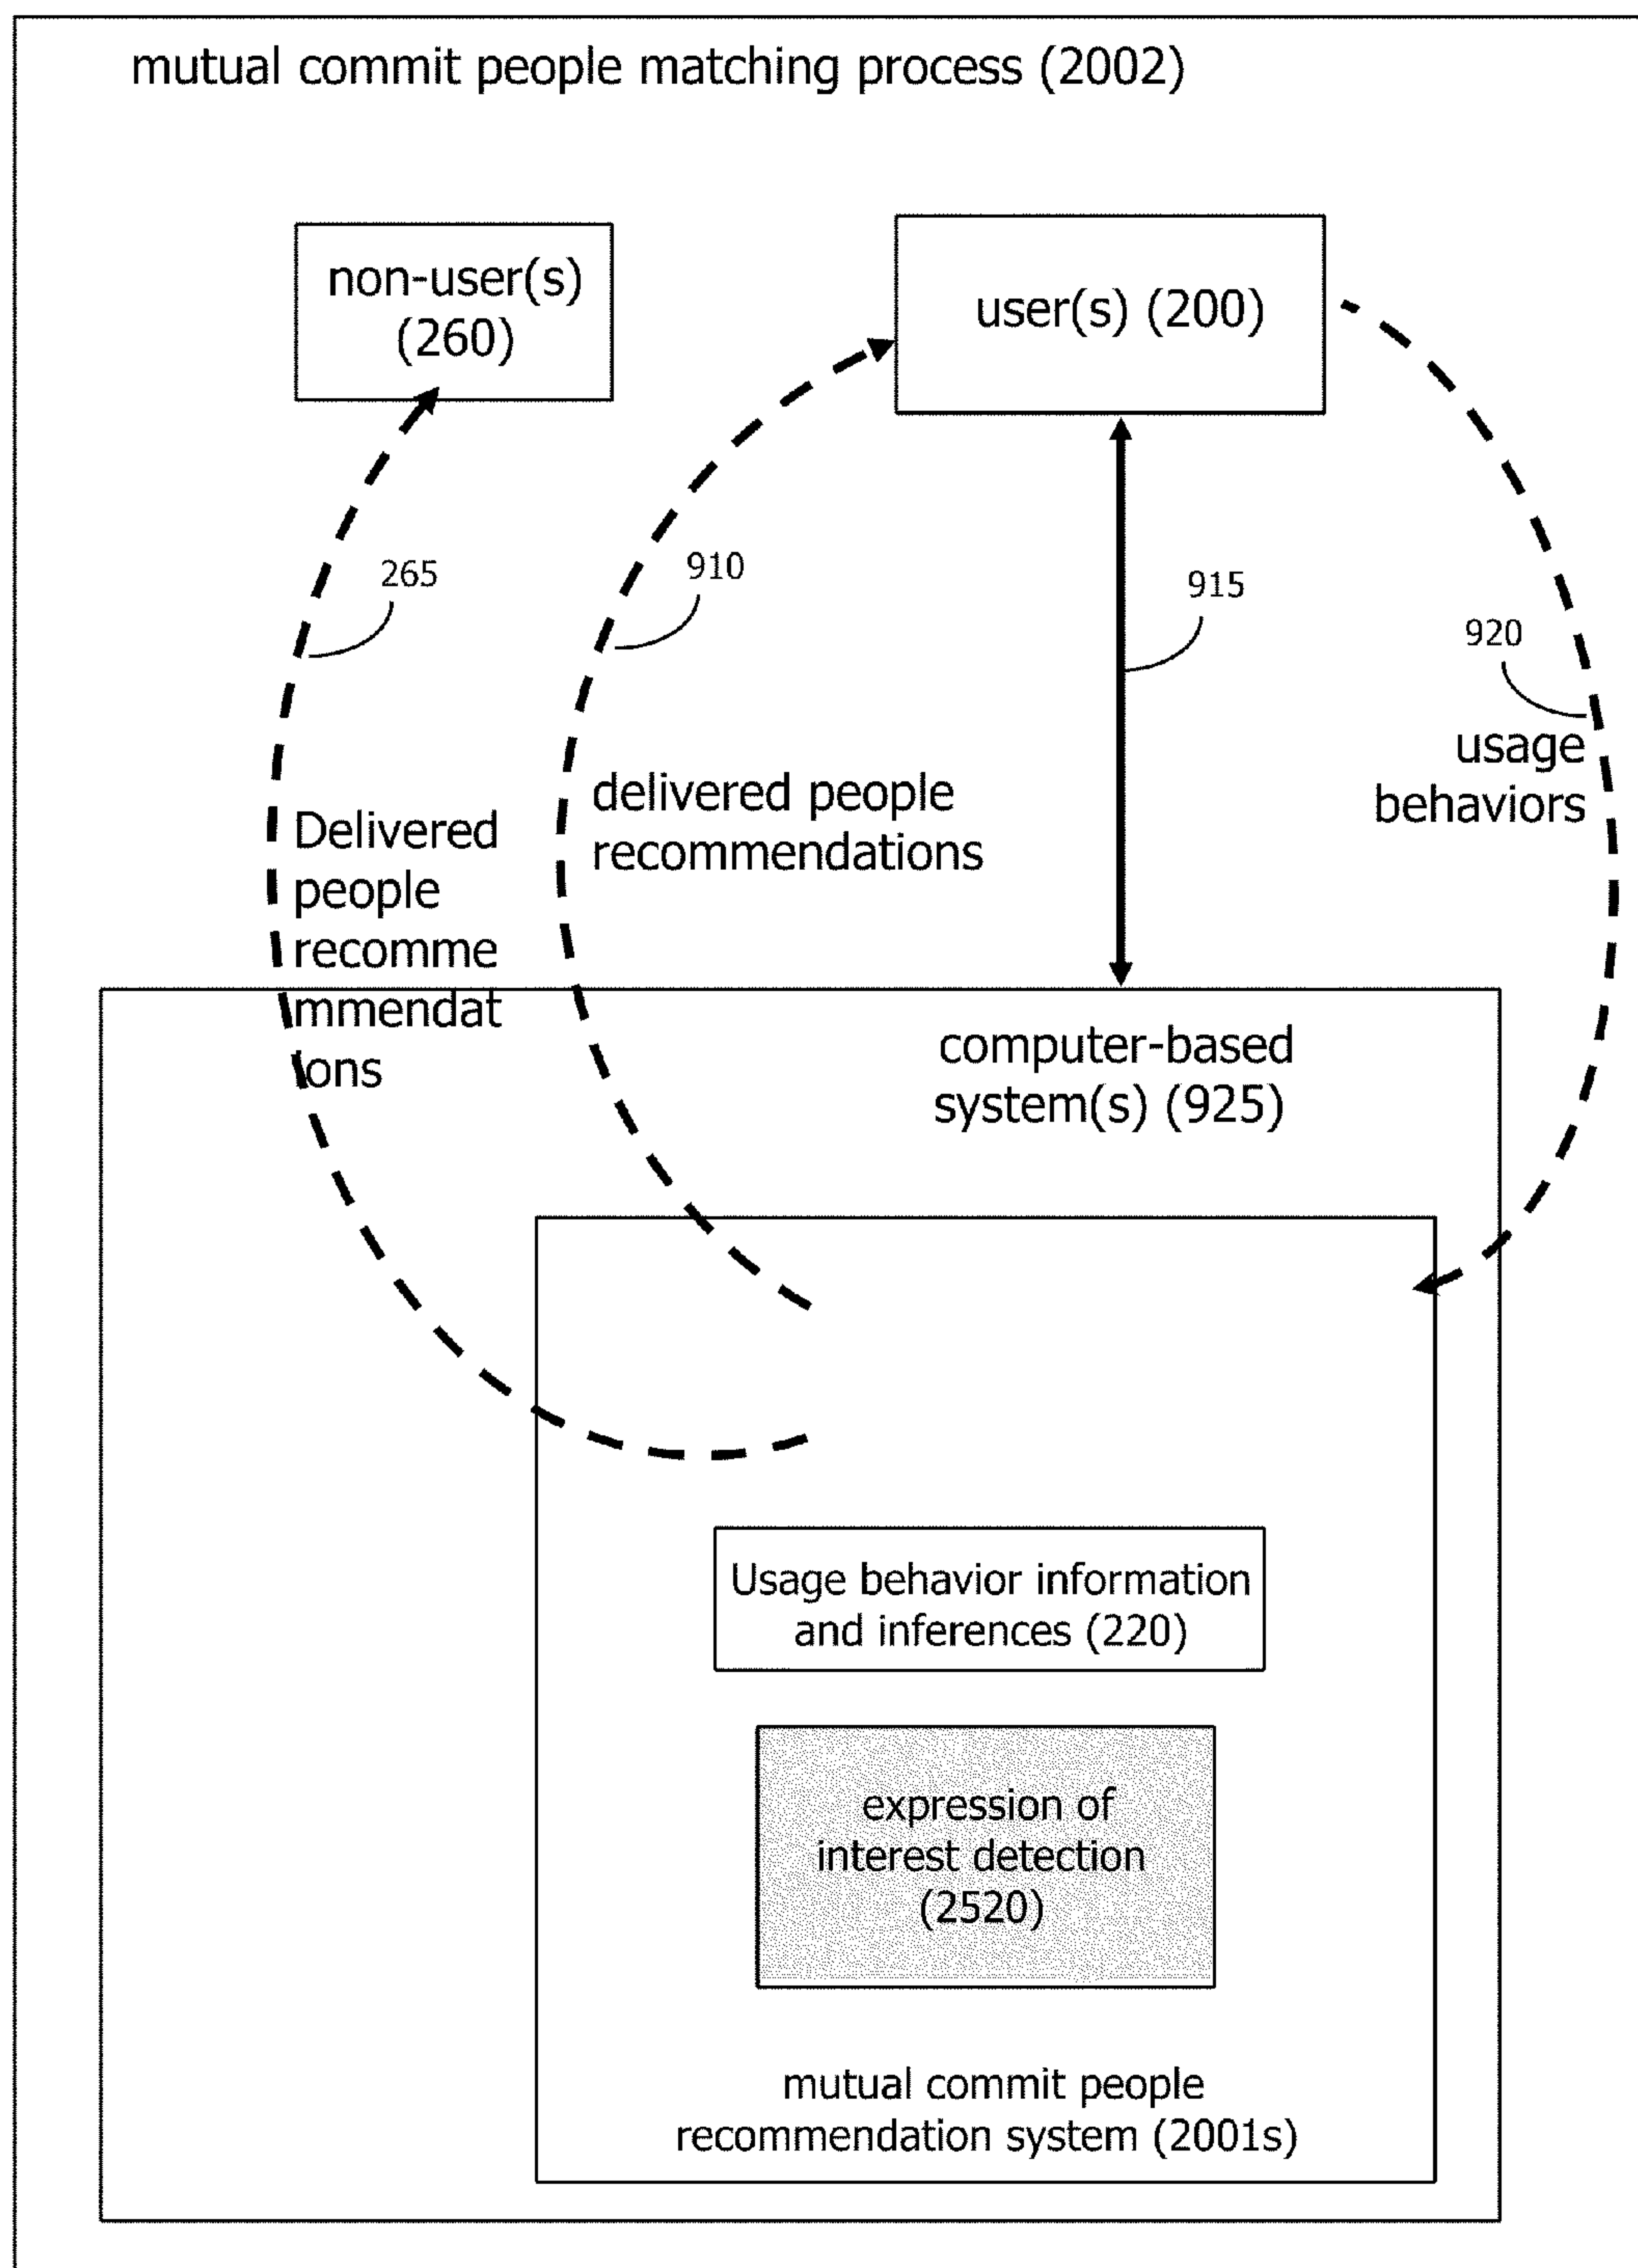 mutual commit people matching process (2002)
non-user(s)
(260)
user(s) (200)
265
910
915
920
usage
behaviors
delivered people
recommendations
Delivered
people
recomme
mmendat
ions
computer-based
system(s) (925)
Usage behavior information
and inferences (220)
expression of
interest detection
(2520)
mutual commit people
recommendation system (2001s)